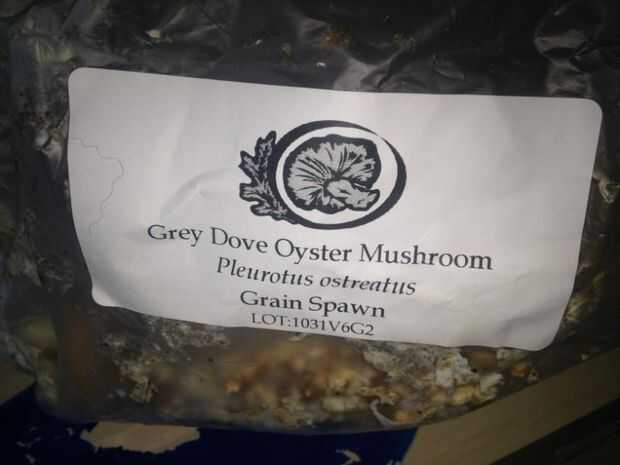 Grey Dove Oyster Mushroom
Pleurotus ostreatus
Grain Spawn
LOT:1031V6G2